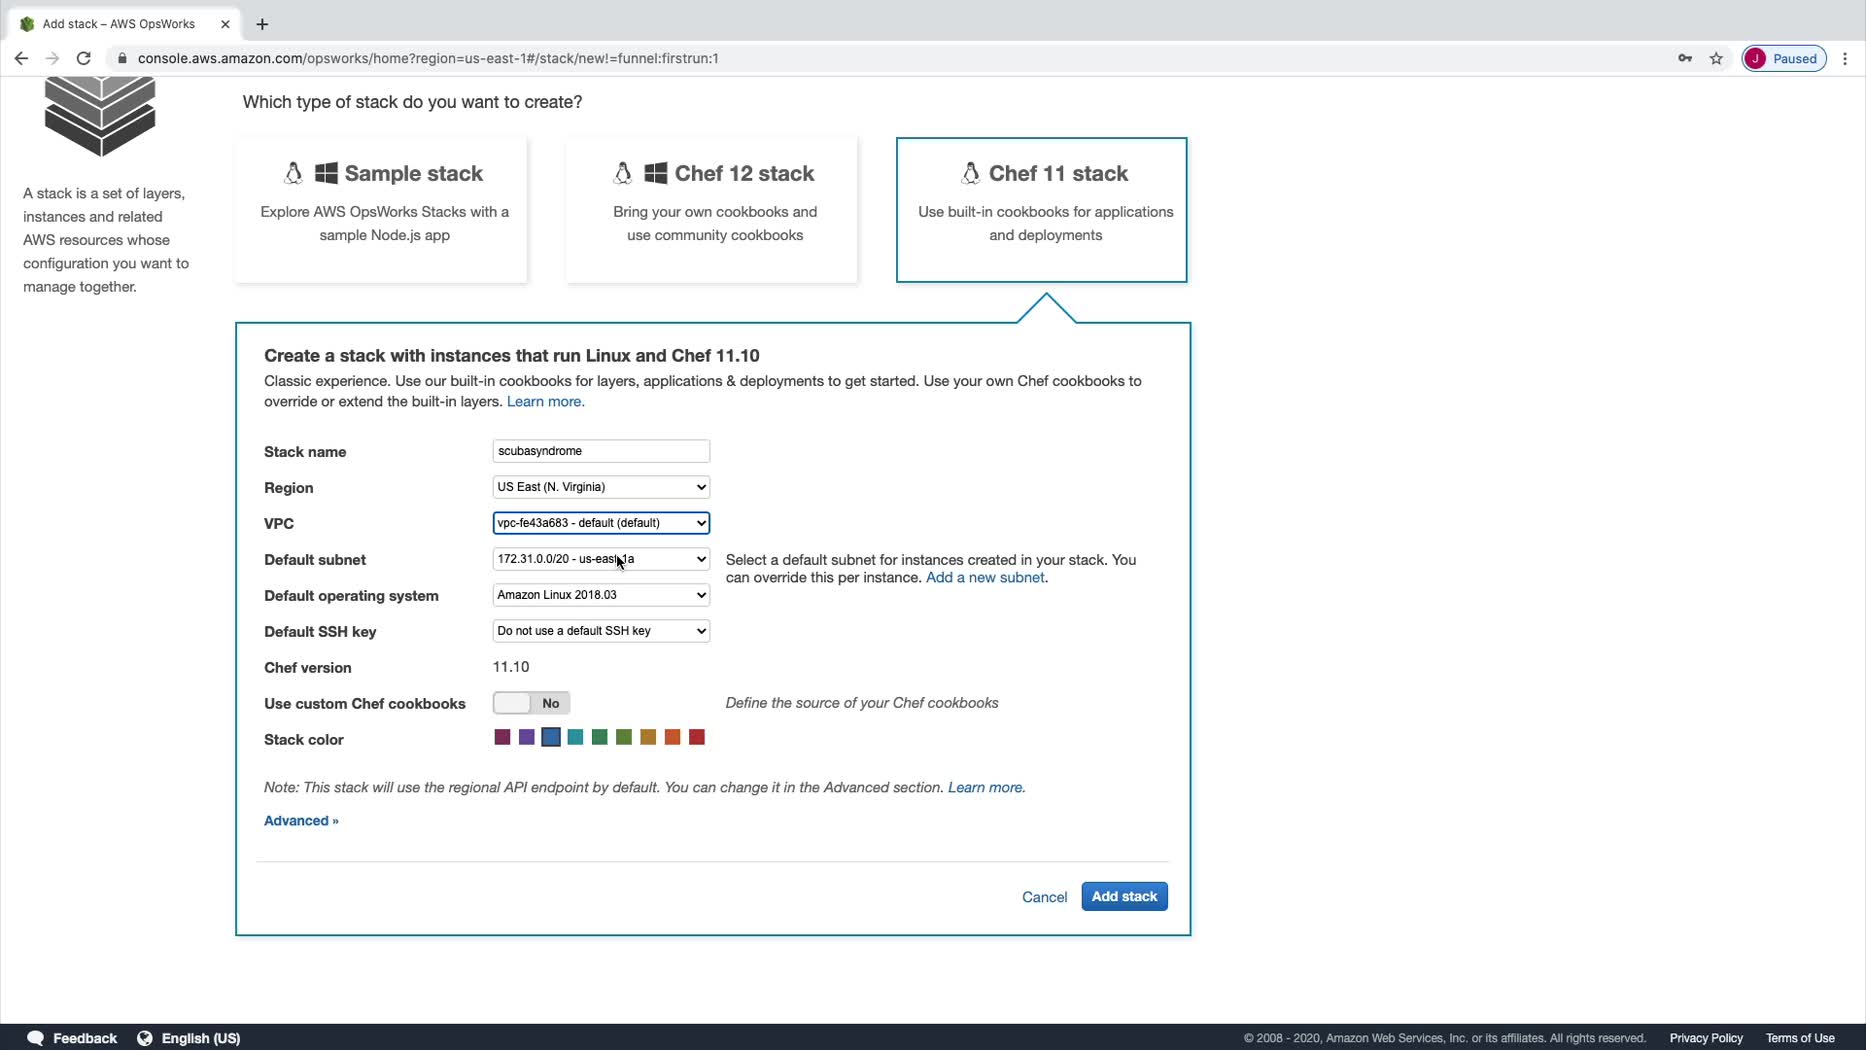 Add stack – AWS OpsWorks
console.aws.amazon.com/opsworks/home?region=us-east-1#/stack/new!=funnel:firstrun:1
J
Paused
Which type of stack do you want to create?
A stack is a set of layers,
instances and related
AWS resources whose
configuration you want to
manage together.
Sample stack
Explore AWS OpsWorks Stacks with a
sample Node.js app
Chef 12 stack
Bring your own cookbooks and
use community cookbooks
Chef 11 stack
Use built-in cookbooks for applications
and deployments
Create a stack with instances that run Linux and Chef 11.10
Classic experience. Use our built-in cookbooks for layers, applications & deployments to get started. Use your own Chef cookbooks to
override or extend the built-in layers. Learn more.
Stack name
scubasyndrome
Region
US East (N. Virginia)
VPC
vpc-fe43a683 - default (default)
Default subnet
172.31.0.0/20 - us-east-1a
Select a default subnet for instances created in your stack. You
can override this per instance. Add a new subnet.
Default operating system
Amazon Linux 2018.03
Default SSH key
Do not use a default SSH key
Chef version
11.10
Use custom Chef cookbooks
No
Define the source of your Chef cookbooks
Stack color
Note: This stack will use the regional API endpoint by default. You can change it in the Advanced section. Learn more.
Advanced »
Cancel
Add stack
Feedback
English (US)
© 2008 - 2020, Amazon Web Services, Inc. or its affiliates. All rights reserved.
Privacy Policy
Terms of Use